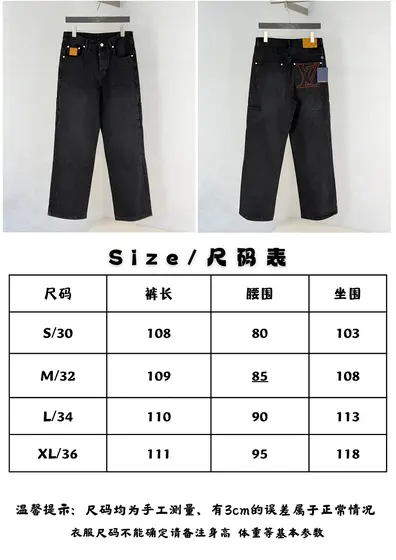 Size/尺码表
尺码 裤长 腰围 坐围
S/30 108 80 103
M/32 109 85 108
L/34 110 90 113
XL/36 111 95 118
温馨提示：尺码均为手工测量、有3cm的误差属于正常情况
衣服尺码不能确定请备注身高 体重等基本参数